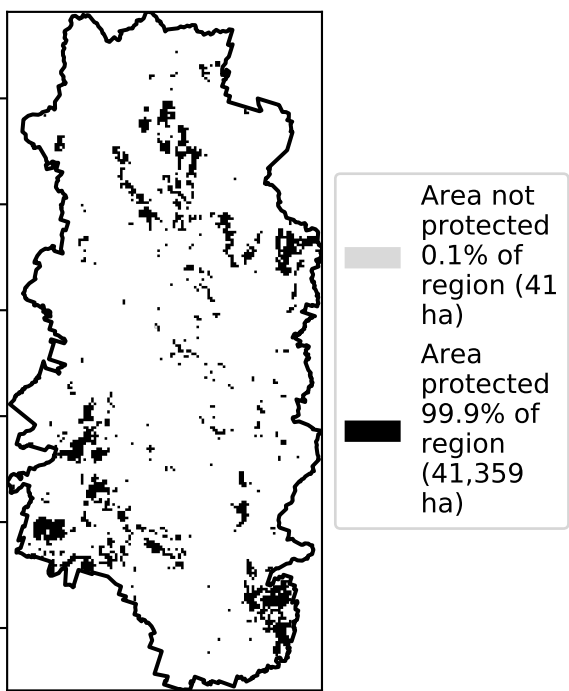 Area not
protected
0.1% of
region (41
ha)
Area
protected
99.9% of
region
(41,359
ha)